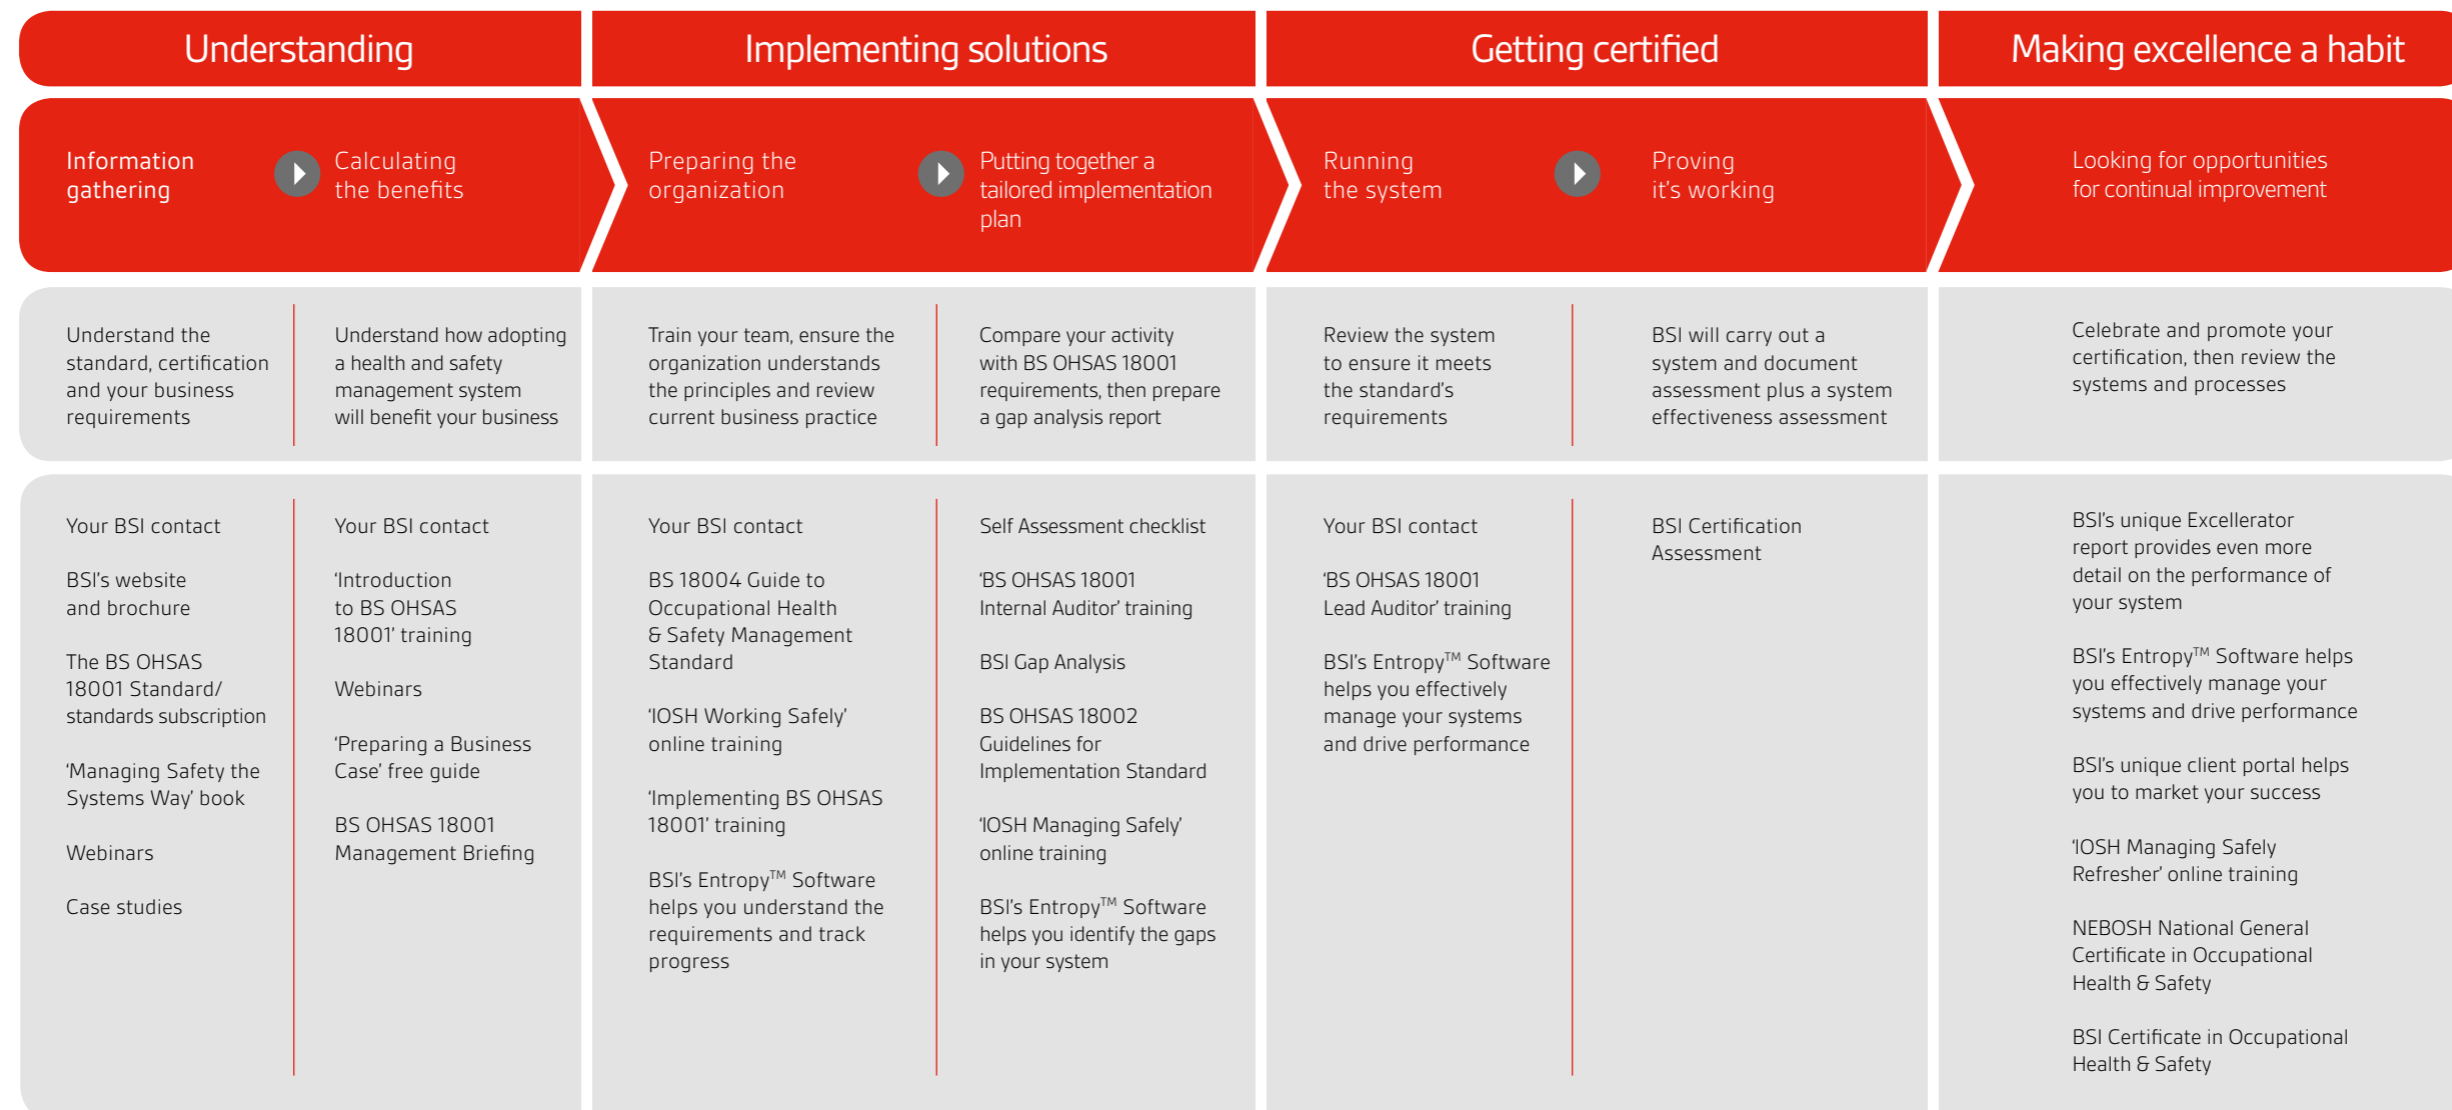 Understanding
Implementing solutions
Getting certified
Making excellence a habit
Information
gathering
Calculating
the benefits
Preparing the
organization
Putting together a
tailored implementation
plan
Running
the system
Proving
it's working
Looking for opportunities
for continual improvement
Understand the
standard, certification
and your business
requirements
Understand how adopting
a health and safety
management system
will benefit your business
Train your team, ensure the
organization understands
the principles and review
current business practice
Compare your activity
with BS OHSAS 18001
requirements, then prepare
a gap analysis report
Review the system
to ensure it meets
the standard's
requirements
BSI will carry out a
system and document
assessment plus a system
effectiveness assessment
Celebrate and promote your
certification, then review the
systems and processes
Your BSI contact
BSI's website
and brochure
The BS OHSAS
18001 Standard/
standards subscription
‘Managing Safety the
Systems Way’ book
Webinars
Case studies
Your BSI contact
‘Introduction
to BS OHSAS
18001’ training
Webinars
‘Preparing a Business
Case’ free guide
BS OHSAS 18001
Management Briefing
Your BSI contact
BS 18004 Guide to
Occupational Health
& Safety Management
Standard
‘IOSH Working Safely’
online training
‘Implementing BS OHSAS
18001’ training
BSI's Entropy™ Software
helps you understand the
requirements and track
progress
Self Assessment checklist
‘BS OHSAS 18001
Internal Auditor’ training
BSI Gap Analysis
BS OHSAS 18002
Guidelines for
Implementation Standard
‘IOSH Managing Safely’
online training
BSI's Entropy™ Software
helps you identify the gaps
in your system
Your BSI contact
‘BS OHSAS 18001
Lead Auditor’ training
BSI's Entropy™ Software
helps you effectively
manage your systems
and drive performance
BSI Certification
Assessment
BSI's unique Excellerator
report provides even more
detail on the performance of
your system
BSI's Entropy™ Software helps
you effectively manage your
systems and drive performance
BSI's unique client portal helps
you to market your success
‘IOSH Managing Safely
Refresher’ online training
NEBOSH National General
Certificate in Occupational
Health & Safety
BSI Certificate in Occupational
Health & Safety